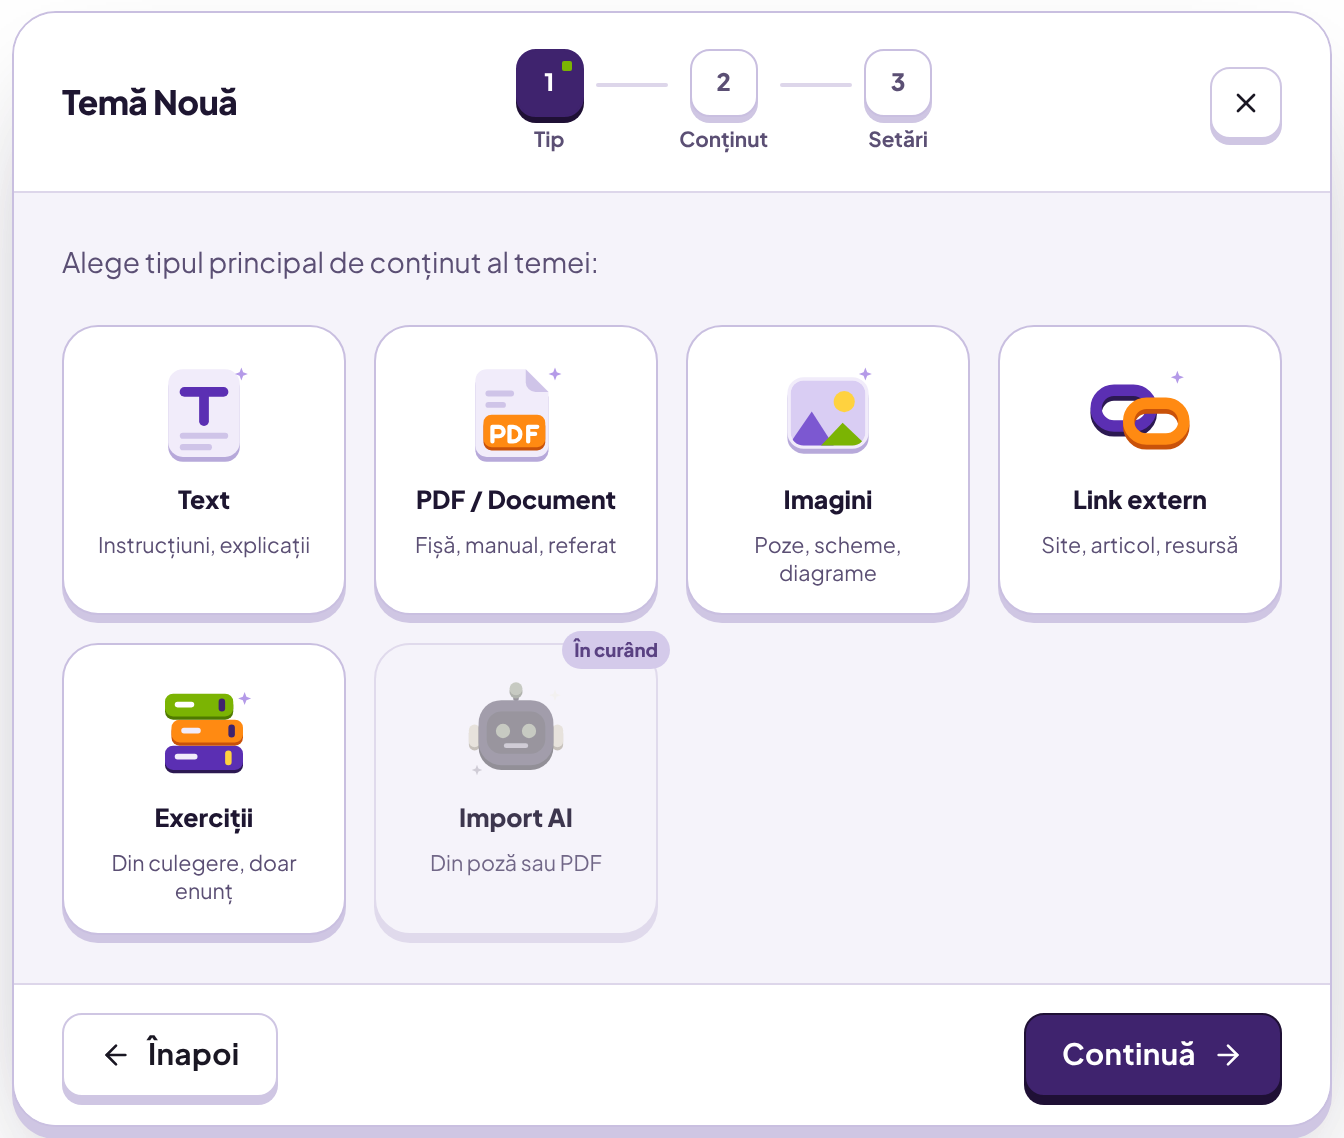 Temă Nouă
1
Tip
2
Conținut
3
Setări
Alege tipul principal de conținut al temei:
Text
Instrucțiuni, explicații
PDF
PDF / Document
Fișă, manual, referat
Imagini
Poze, scheme,
diagrame
Link extern
Site, articol, resursă
Exerciții
Din culegere, doar
enunț
În curând
Import AI
Din poză sau PDF
Înapoi
Continuă